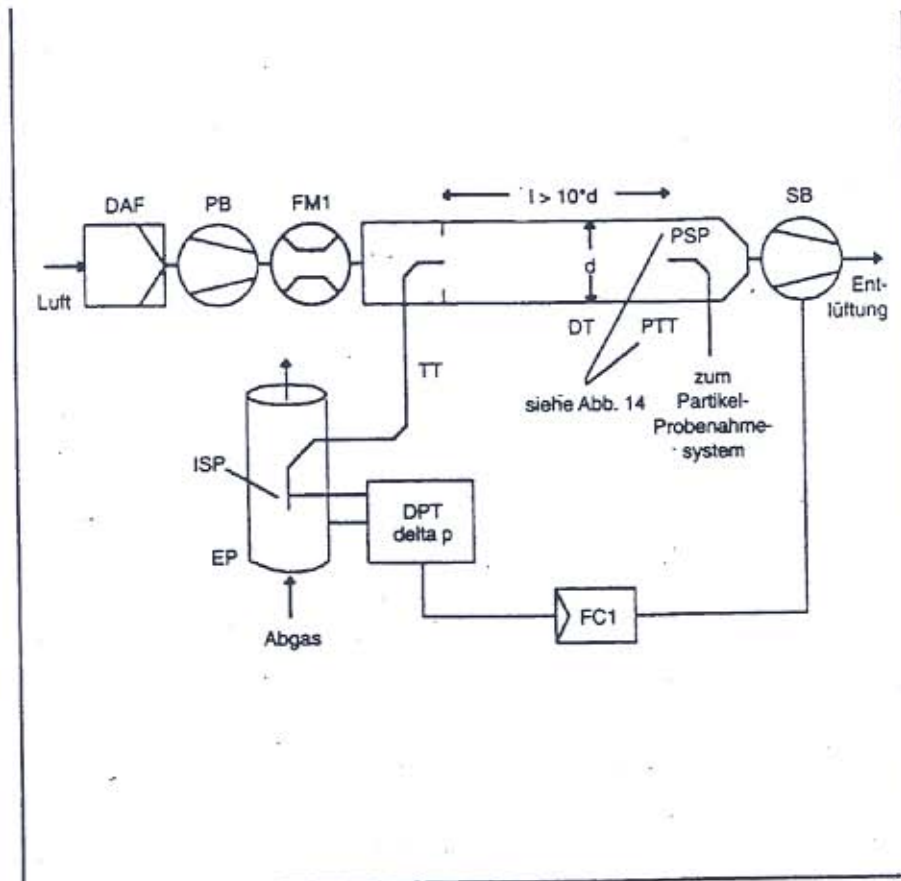 l > 10*d
DAF
PB
FM1
SB
PSP
d
Luft
Ent-
lüftung
DT
PTT
TT
siehe Abb. 14
zum
Partikel-
Probenahme-
system
ISP
DPT
delta p
EP
FC1
Abgas